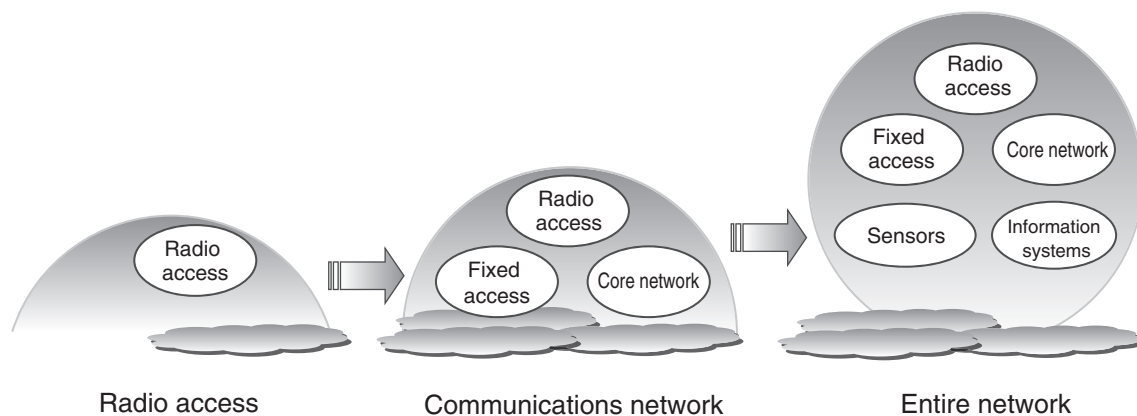 Radio
access
Radio access
Radio
access
Fixed
access
Core network
Communications network
Radio
access
Fixed
access
Core network
Sensors
Information
systems
Entire network